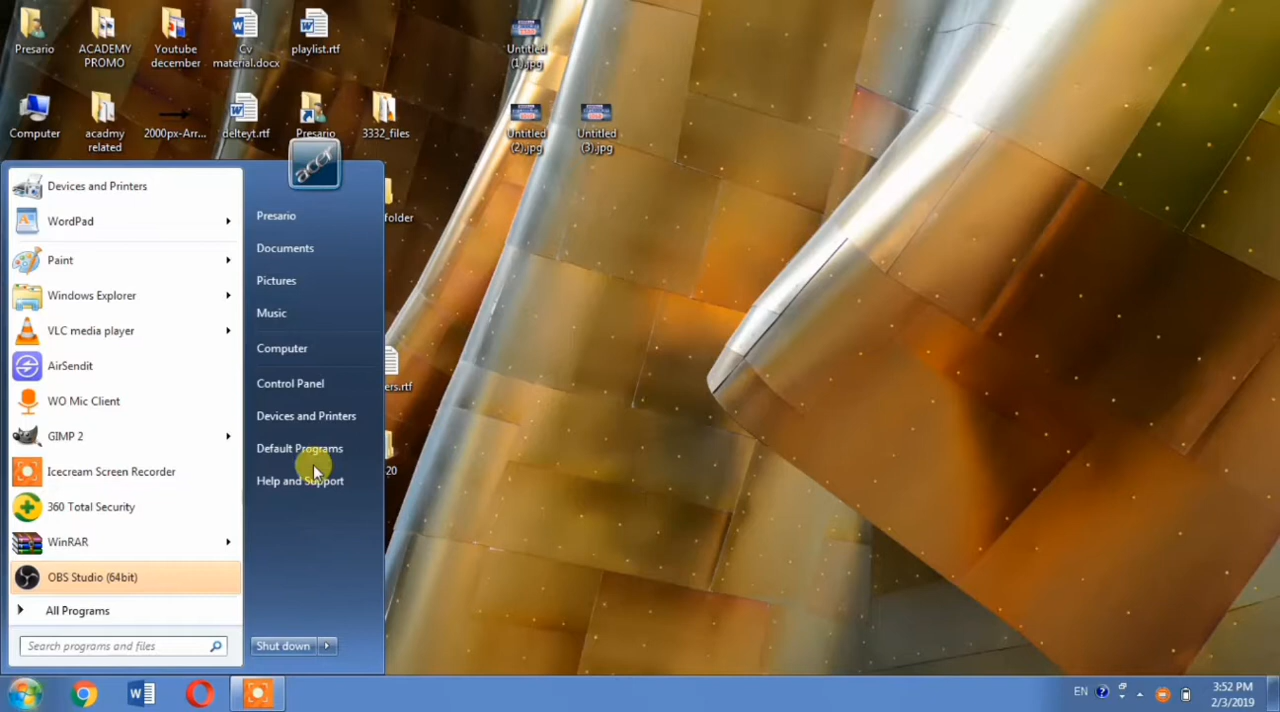 Presario
ACADEMY
PROMO
Youtube
december
Cv
material.docx
playlist.rtf
Untitled
(1).jpg
Computer
acadmy
related
2000px-Arr...
delteyt.rtf
Presario
3332_files
Untitled
(2).jpg
Untitled
(3).jpg
acer
folder
ers.rtf
20
Devices and Printers
WordPad
Paint
Windows Explorer
VLC media player
AirSendit
WO Mic Client
GIMP 2
Icecream Screen Recorder
360 Total Security
WinRAR
OBS Studio (64bit)
All Programs
Search programs and files
Presario
Documents
Pictures
Music
Computer
Control Panel
Devices and Printers
Default Programs
Help and Support
Shut down
EN
3:52 PM
2/3/2019